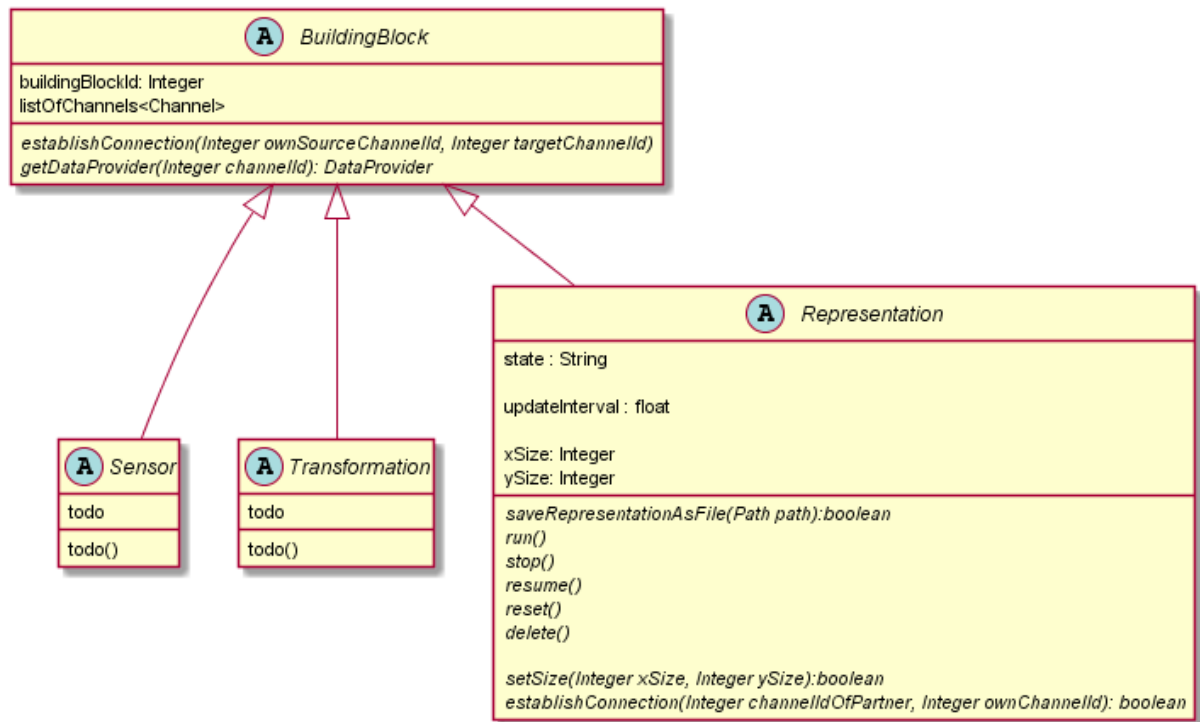 A BuildingBlock
buildingBlockId: Integer
listOfChannels<Channel>
establishConnection(Integer ownSourceChannelId, Integer targetChannelId)
getDataProvider(Integer channelId): DataProvider
A Representation
state : String
updateInterval : float
xSize: Integer
ySize: Integer
saveRepresentationAsFile(Path path):boolean
run()
stop()
resume()
reset()
delete()
setSize(Integer xSize, Integer ySize):boolean
establishConnection(Integer channelIdOfPartner, Integer ownChannelId): boolean
A Sensor
todo
todo()
A Transformation
todo
todo()